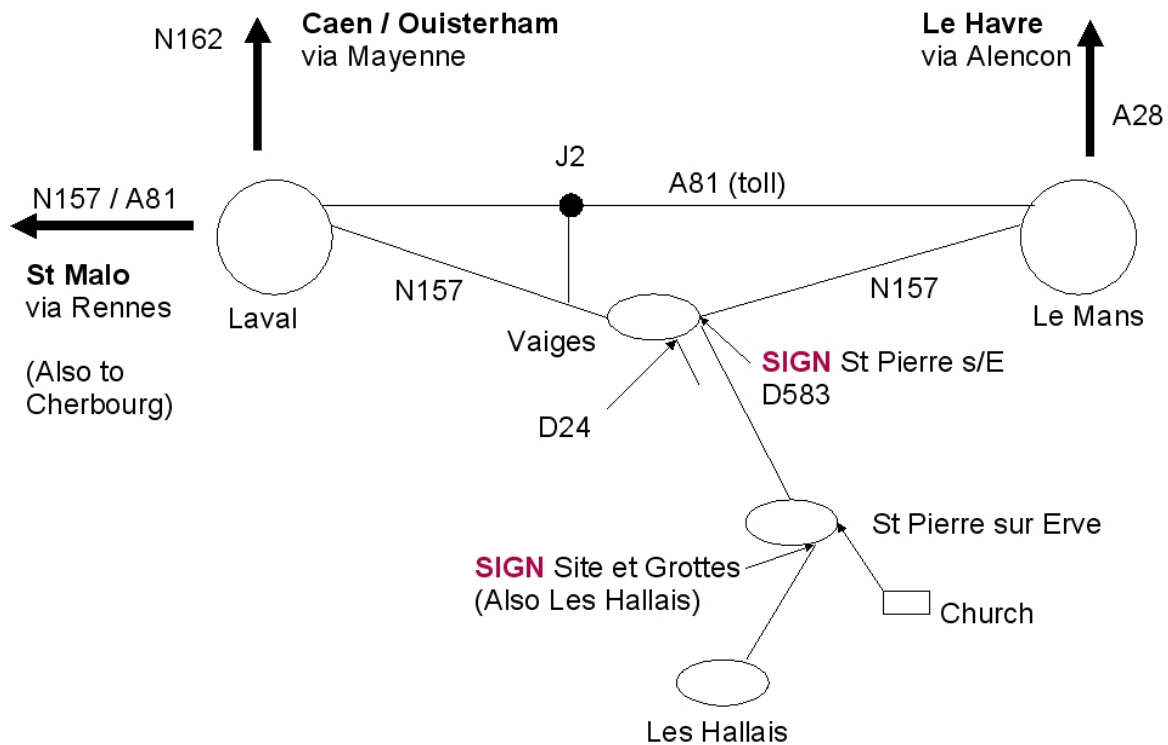 N162
Caen / Ouisterham
via Mayenne
Le Havre
via Alencon
A28
J2
N157 / A81
A81 (toll)
St Malo
via Rennes
(Also to
Cherbourg)
Laval
N157
N157
Le Mans
Vaiges
SIGN St Pierre s/E
D583
D24
St Pierre sur Erve
SIGN Site et Grottes
(Also Les Hallais)
Church
Les Hallais